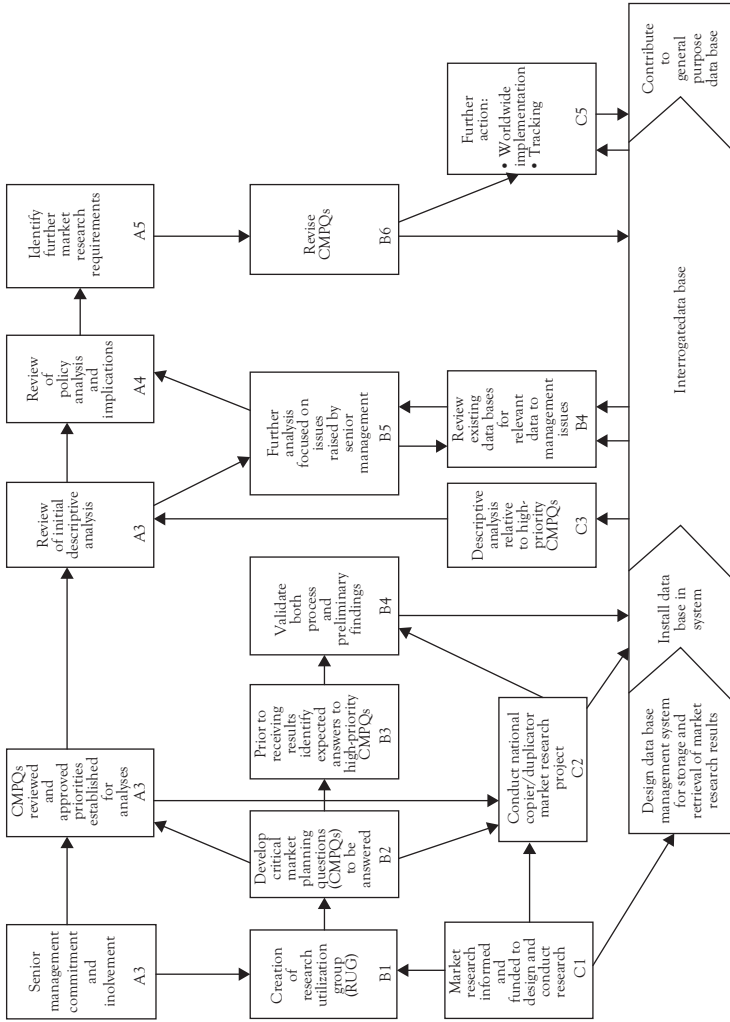 Senior
management
commitment
and
inolvement
A3
CMPQs
reviewed
and
approved
priorities
established
for
analyses
A3
Review
of initial
descriptive
analysis
A3
Review
of
policy
analysis
and
implications
A4
Identify
further
market
research
requirements
A5
Creation
of
research
utilization
group
(RUG)
B1
Develop
critical
market
planning
questions
(CMPQs)
to be
answered
B2
Prior to
receiving
results
identify
expected
answers to
high-priority
CMPQs
B3
Validate
both
process
and
preliminary
findings
B4
Further
analysis
focused on
issues
raised by
senior
management
B5
Revise
CMPQs
B6
Market
research
informed
and
funded to
design and
conduct
research
C1
Conduct national
copier/duplicator
market research
project
C2
Descriptive
analysis
relative
to high-
priority
CMPQs
C3
Review
existing
data bases
for
relevant
data to
management
issues
B4
Further
action:
• Worldwide
implementation
• Tracking
C5
Design data base
management system
for storage and
retrieval of market
research results
Install data
base in
system
Interrogatedata base
Contribute
to
general
purpose
data base